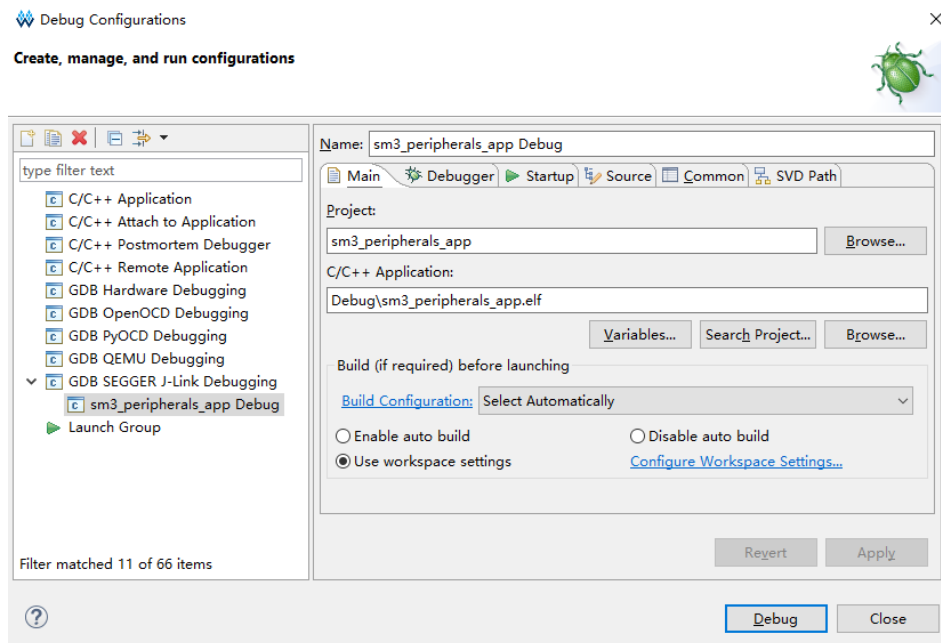 Debug Configurations
Create, manage, and run configurations
type filter text
C/C++ Application
C/C++ Attach to Application
C/C++ Postmortem Debugger
C/C++ Remote Application
GDB Hardware Debugging
GDB OpenOCD Debugging
GDB PyOCD Debugging
GDB QEMU Debugging
GDB SEGGER J-Link Debugging
sm3_peripherals_app Debug
Launch Group
Filter matched 11 of 66 items
Name: sm3_peripherals_app Debug
Main Debugger Startup Source Common SVD Path
Project:
sm3_peripherals_app Browse...
C/C++ Application:
Debug\sm3_peripherals_app.elf
Variables... Search Project... Browse...
Build (if required) before launching
Build Configuration: Select Automatically
Enable auto build Disable auto build
Use workspace settings Configure Workspace Settings...
Revert Apply
? Debug Close